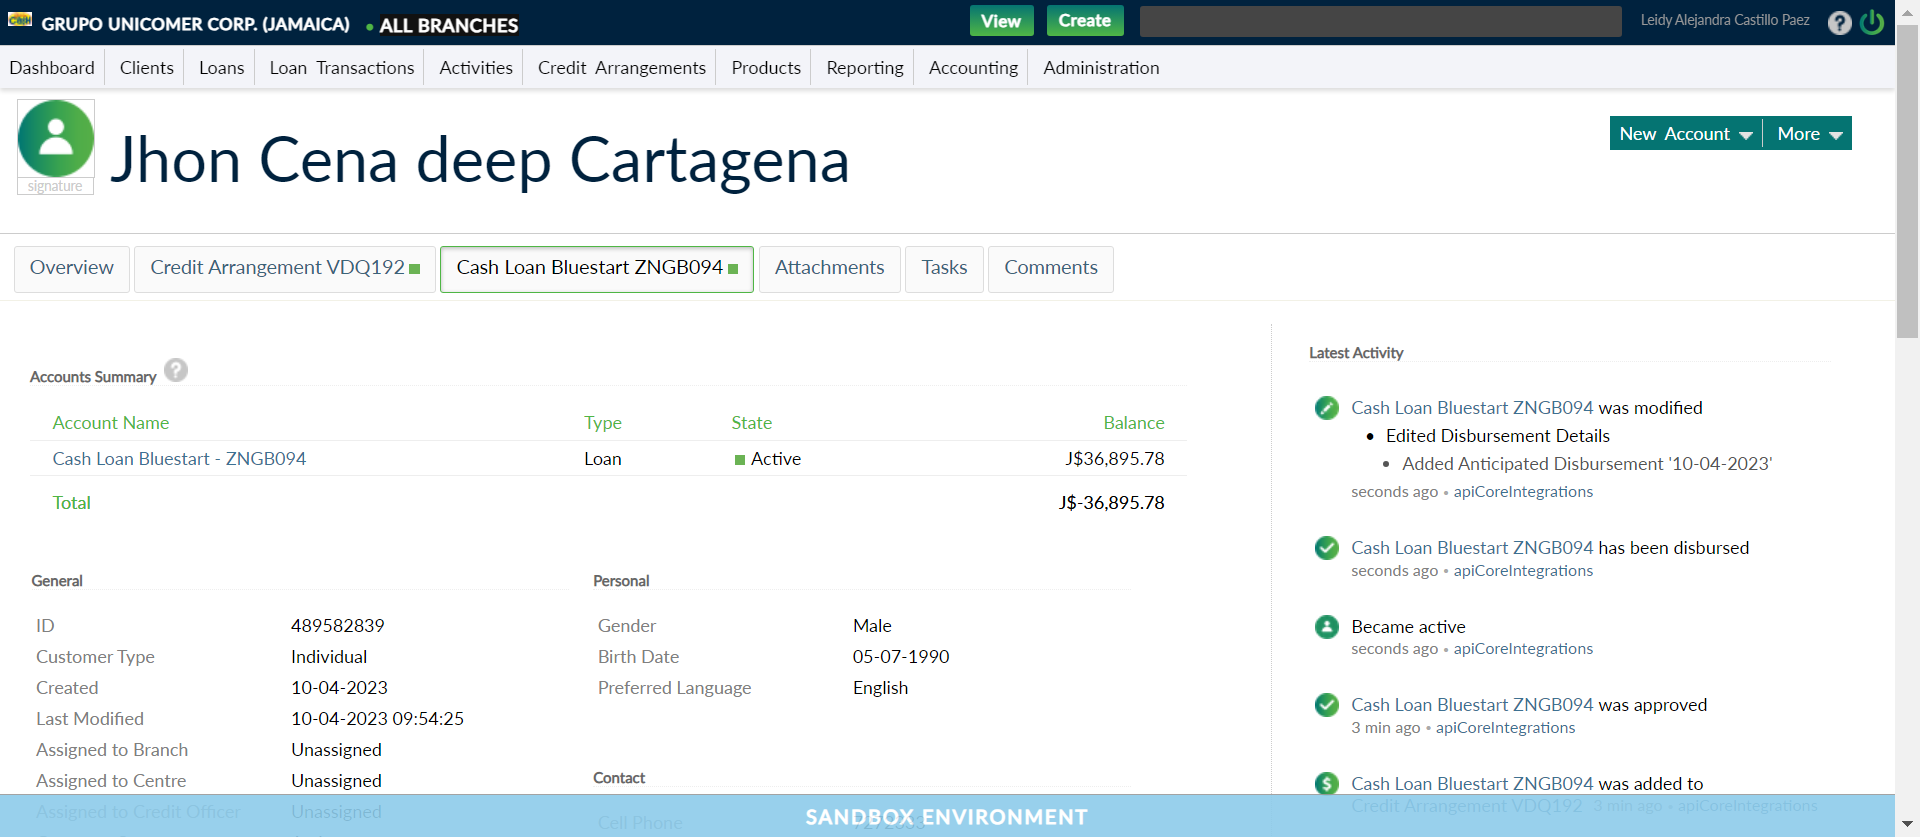 Cash GRUPO UNICOMER CORP. (JAMAICA) • ALL BRANCHES View Create Leidy Alejandra Castillo Paez ?
Dashboard Clients Loans Loan Transactions Activities Credit Arrangements Products Reporting Accounting Administration
Jhon Cena deep Cartagena
signature
New Account More
Overview Credit Arrangement VDQ192 Cash Loan Bluestart ZNGB094 Attachments Tasks Comments
Accounts Summary ?
Account Name Type State Balance
Cash Loan Bluestart - ZNGB094 Loan Active J$36,895.78
Total J$-36,895.78
General
ID 489582839
Customer Type Individual
Created 10-04-2023
Last Modified 10-04-2023 09:54:25
Assigned to Branch Unassigned
Assigned to Centre Unassigned
Assigned to Credit Officer Unassigned
Personal
Gender Male
Birth Date 05-07-1990
Preferred Language English
Contact
Cell Phone
Latest Activity
Cash Loan Bluestart ZNGB094 was modified
• Edited Disbursement Details
• Added Anticipated Disbursement '10-04-2023'
seconds ago • apiCoreIntegrations
Cash Loan Bluestart ZNGB094 has been disbursed
seconds ago • apiCoreIntegrations
Became active
seconds ago • apiCoreIntegrations
Cash Loan Bluestart ZNGB094 was approved
3 min ago • apiCoreIntegrations
$ Cash Loan Bluestart ZNGB094 was added to
Credit Arrangement VDQ192 3 min ago • apiCoreIntegrations
SANDBOX ENVIRONMENT